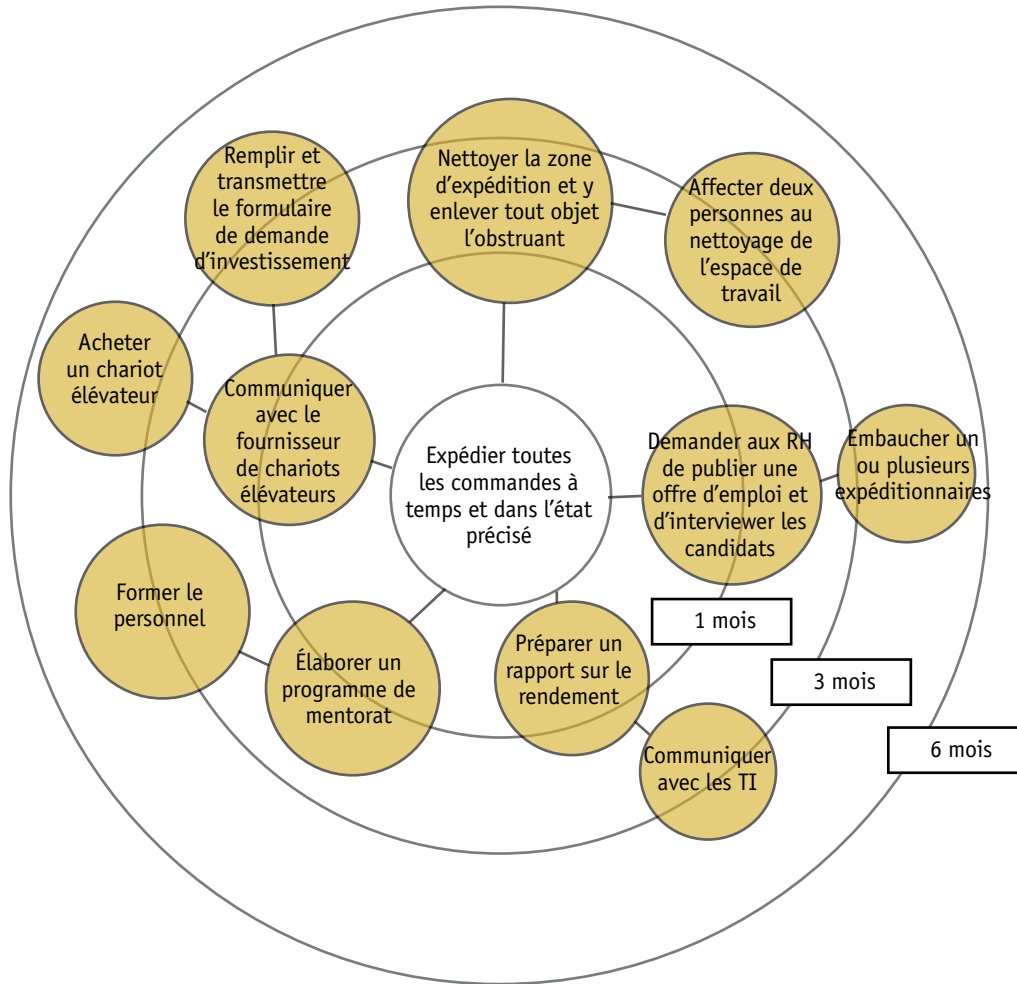 Remplir et
transmettre
le formulaire
de demande
d'investissement
Nettoyer la zone
d'expédition et y
enlever tout objet
l'obstruant
Affecter deux
personnes au
nettoyage de
l'espace de
travail
Acheter
un chariot
élévateur
Communiquer
avec le
fournisseur
de chariots
élévateurs
Expédier toutes
les commandes à
temps et dans l'état
précisé
Demander aux RH
de publier une
offre d'emploi et
d'interviewer les
candidats
Embaucher un
ou plusieurs
expéditionnaires
Former le
personnel
Élaborer un
programme de
mentorat
Préparer un
rapport sur le
rendement
Communiquer
avec les TI
1 mois
3 mois
6 mois